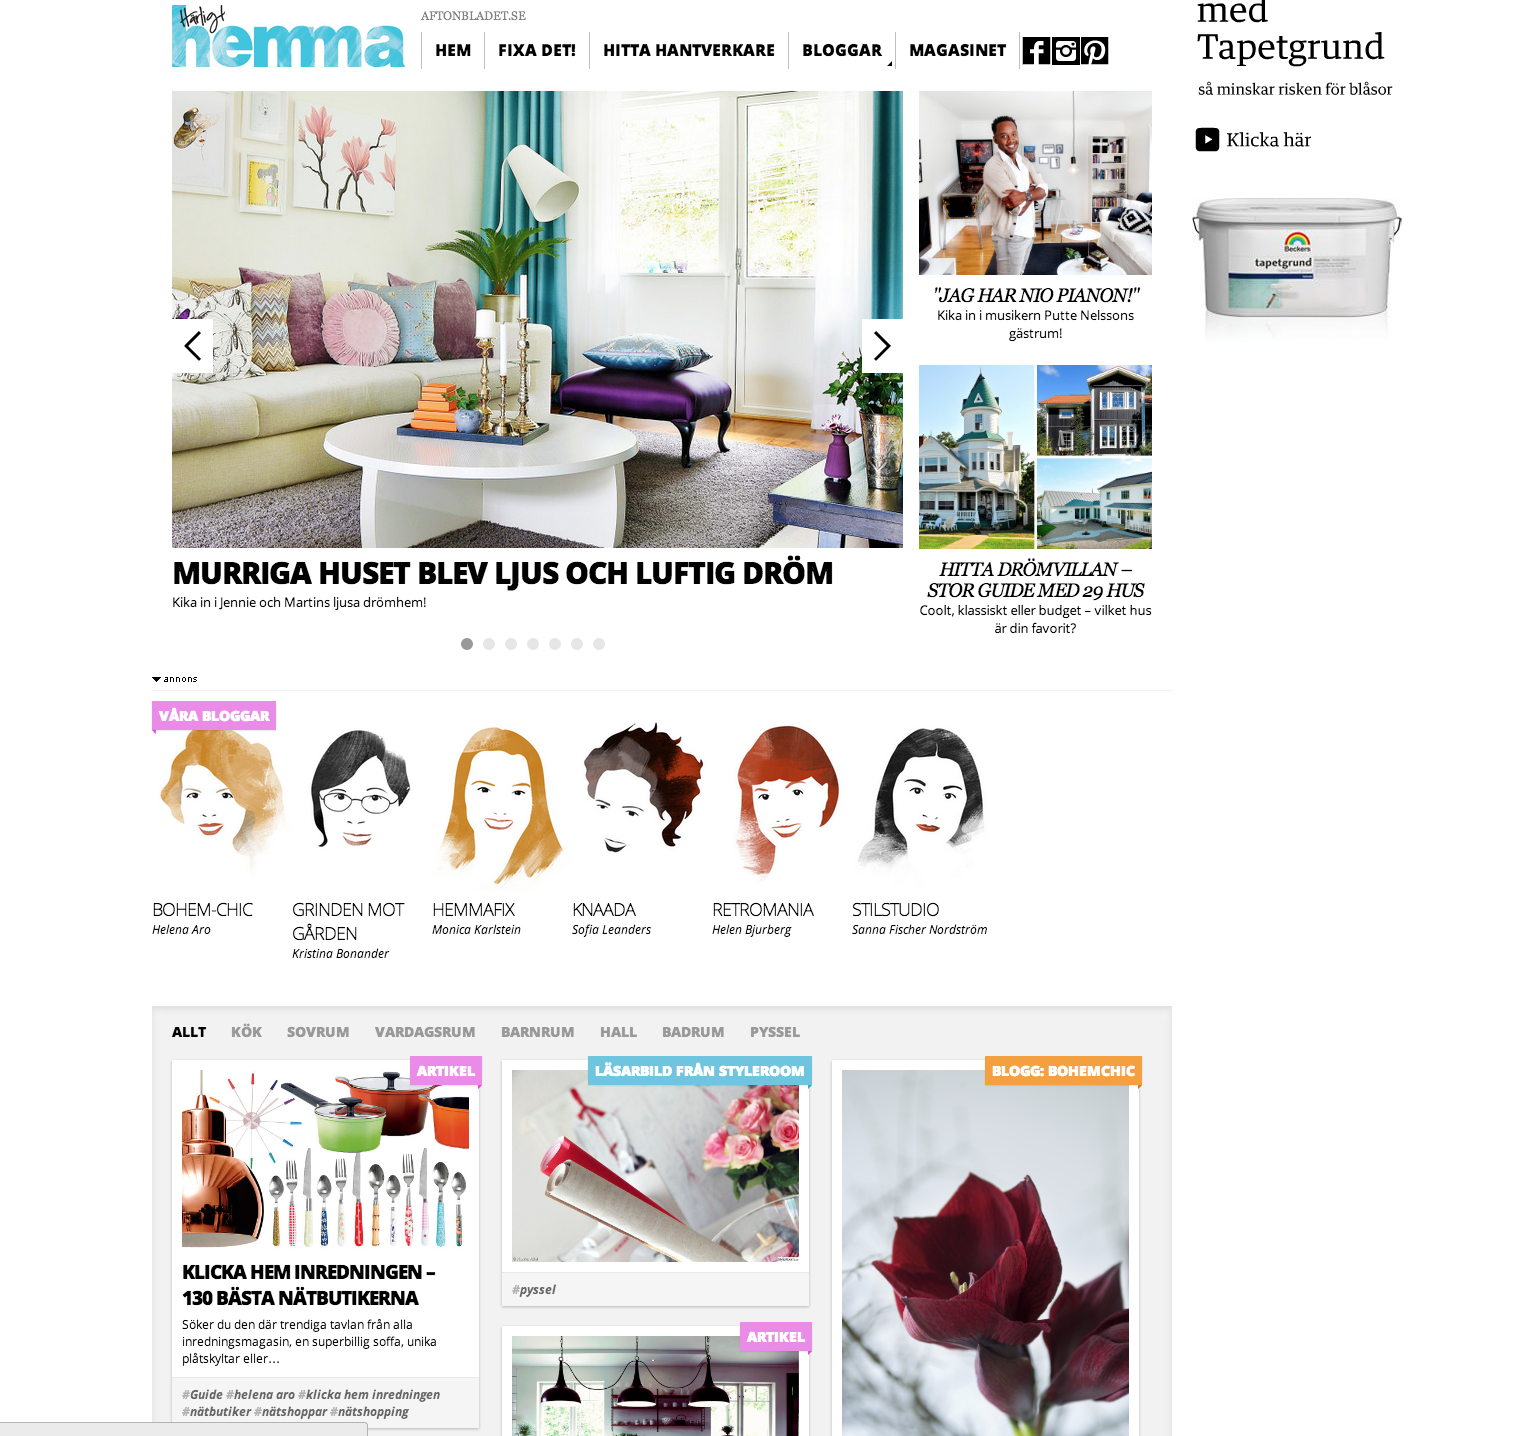 Härligt
hemma
AFTONBLADET.SE
HEM
FIXA DET!
HITTA HANTVERKARE
BLOGGAR
MAGASINET
med
Tapetgrund
så minskar risken för blåsor
Klicka här
Beckers
tapetgrund
"JAG HAR NIO PIANON!"
Kika in i musikern Putte Nelssons
gästrum!
HITTA DRÖMVILLAN –
STOR GUIDE MED 29 HUS
Coolt, klassiskt eller budget – vilket hus
är din favorit?
MURRIGA HUSET BLEV LJUS OCH LUFTIG DRÖM
Kika in i Jennie och Martins ljusa drömhem!
annons
VÅRA BLOGGAR
BOHEM-CHIC
Helena Aro
GRINDEN MOT
GÅRDEN
Kristina Bonander
HEMMAFIX
Monica Karlstein
KNAADA
Sofia Leanders
RETROMANIA
Helen Bjurberg
STILSTUDIO
Sanna Fischer Nordström
ALLT
KÖK
SOVRUM
VARDAGSRUM
BARNRUM
HALL
BADRUM
PYSSEL
ARTIKEL
KLICKA HEM INREDNINGEN –
130 BÄSTA NÄTBUTIKERNA
Söker du den där trendiga tavlan från alla
inredningsmagasin, en superbillig soffa, unika
plåtskyltar eller…
#Guide #helena aro #klicka hem inredningen
#nätbutiker #nätshoppar #nätshopping
LÄSARBILD FRÅN STYLEROOM
#pyssel
ARTIKEL
BLOGG: BOHEMCHIC